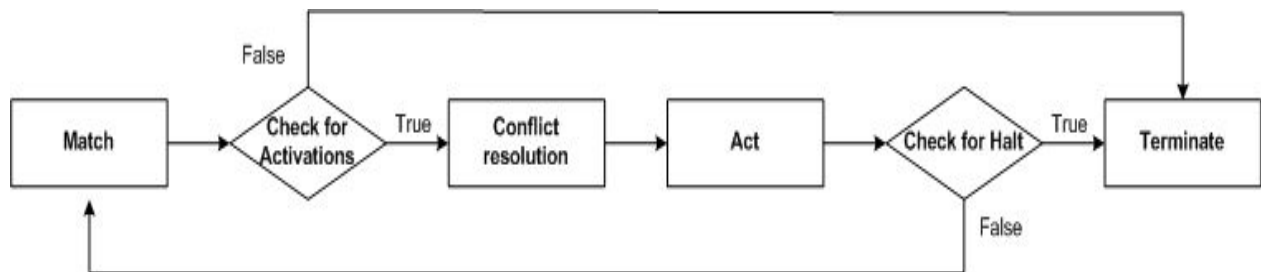 False
Match
Check for
Activations
True
Conflict
resolution
Act
Check for Halt
True
Terminate
False